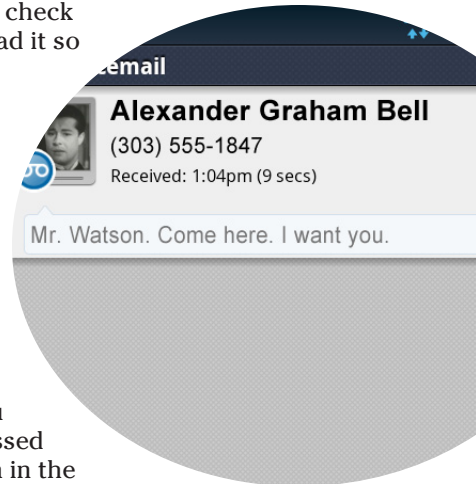 check
ad it so
email
Alexander Graham Bell
(303) 555-1847
Received: 1:04pm (9 secs)
Mr. Watson. Come here. I want you.
ssed
in the